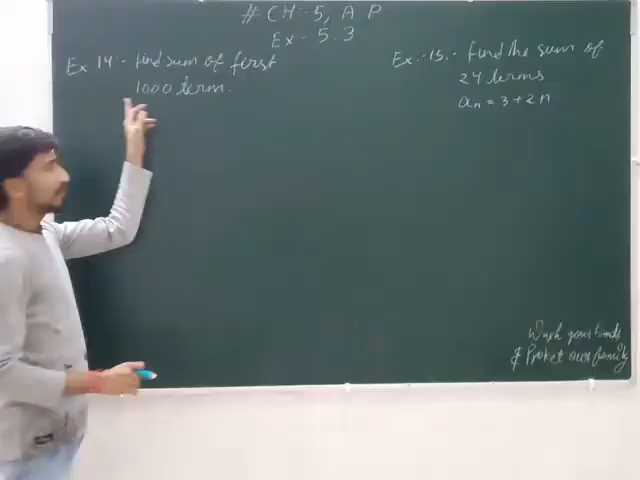 # CH-5, A P
Ex - 5.3
Ex 14:- find sum of first
1000 term.
Ex:-15:- Find the sum of
24 terms
an = 3+2n
Wash your hands
& Protect own family